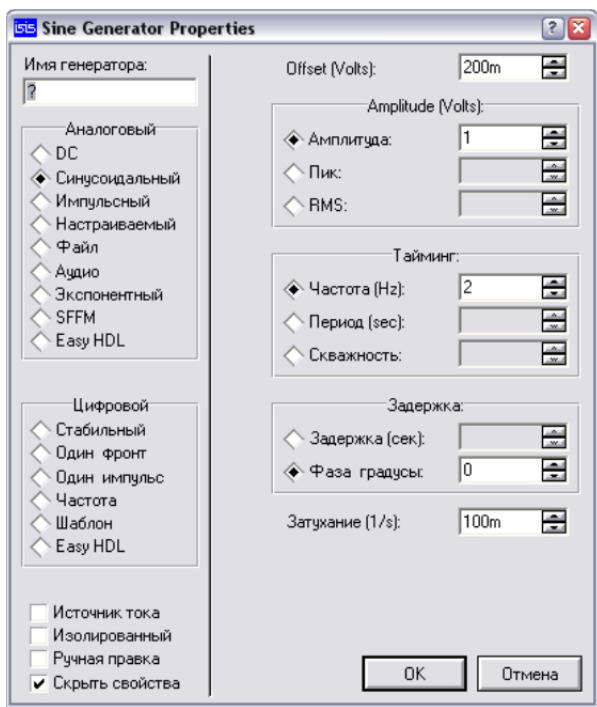 isis Sine Generator Properties
Имя генератора:
?
Аналоговый
DC
Синусоидальный
Импульсный
Настраиваемый
Файл
Аудио
Экспонентный
SFFM
Easy HDL
Цифровой
Стабильный
Один фронт
Один импульс
Частота
Шаблон
Easy HDL
Источник тока
Изолированный
Ручная правка
Скрыть свойства
Offset (Volts): 200m
Amplitude (Volts):
Амплитуда: 1
Пик:
RMS:
Тайминг:
Частота (Hz): 2
Период (sec):
Скважность:
Задержка:
Задержка (сек):
Фаза градусы: 0
Затухание (1/s): 100m
OK Отмена